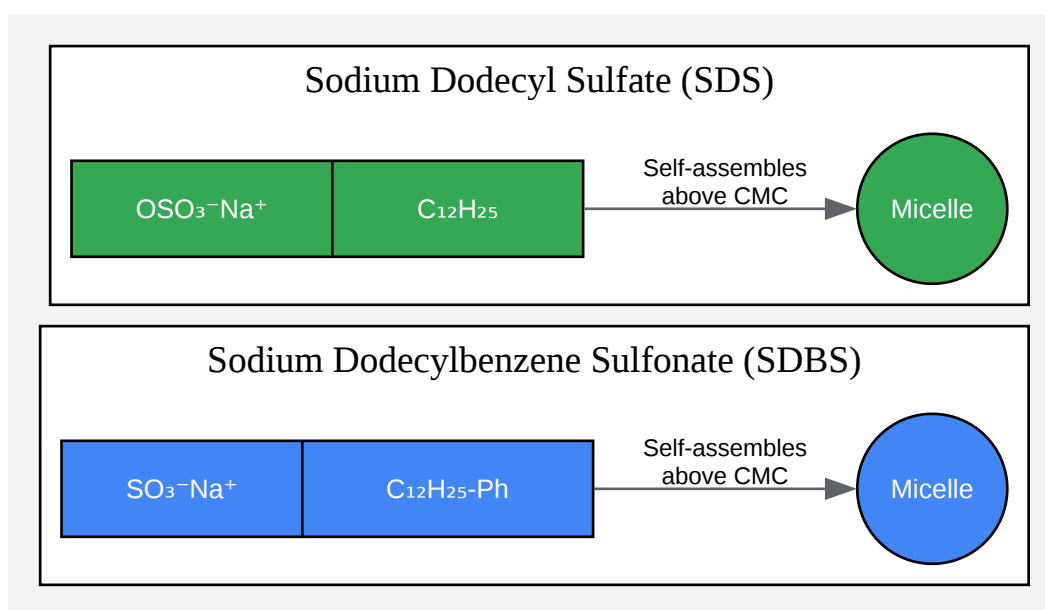 Sodium Dodecyl Sulfate (SDS)
OSO₃⁻Na⁺
C₁₂H₂₅
Self-assembles
above CMC
Micelle
Sodium Dodecylbenzene Sulfonate (SDBS)
SO₃⁻Na⁺
C₁₂H₂₅-Ph
Self-assembles
above CMC
Micelle